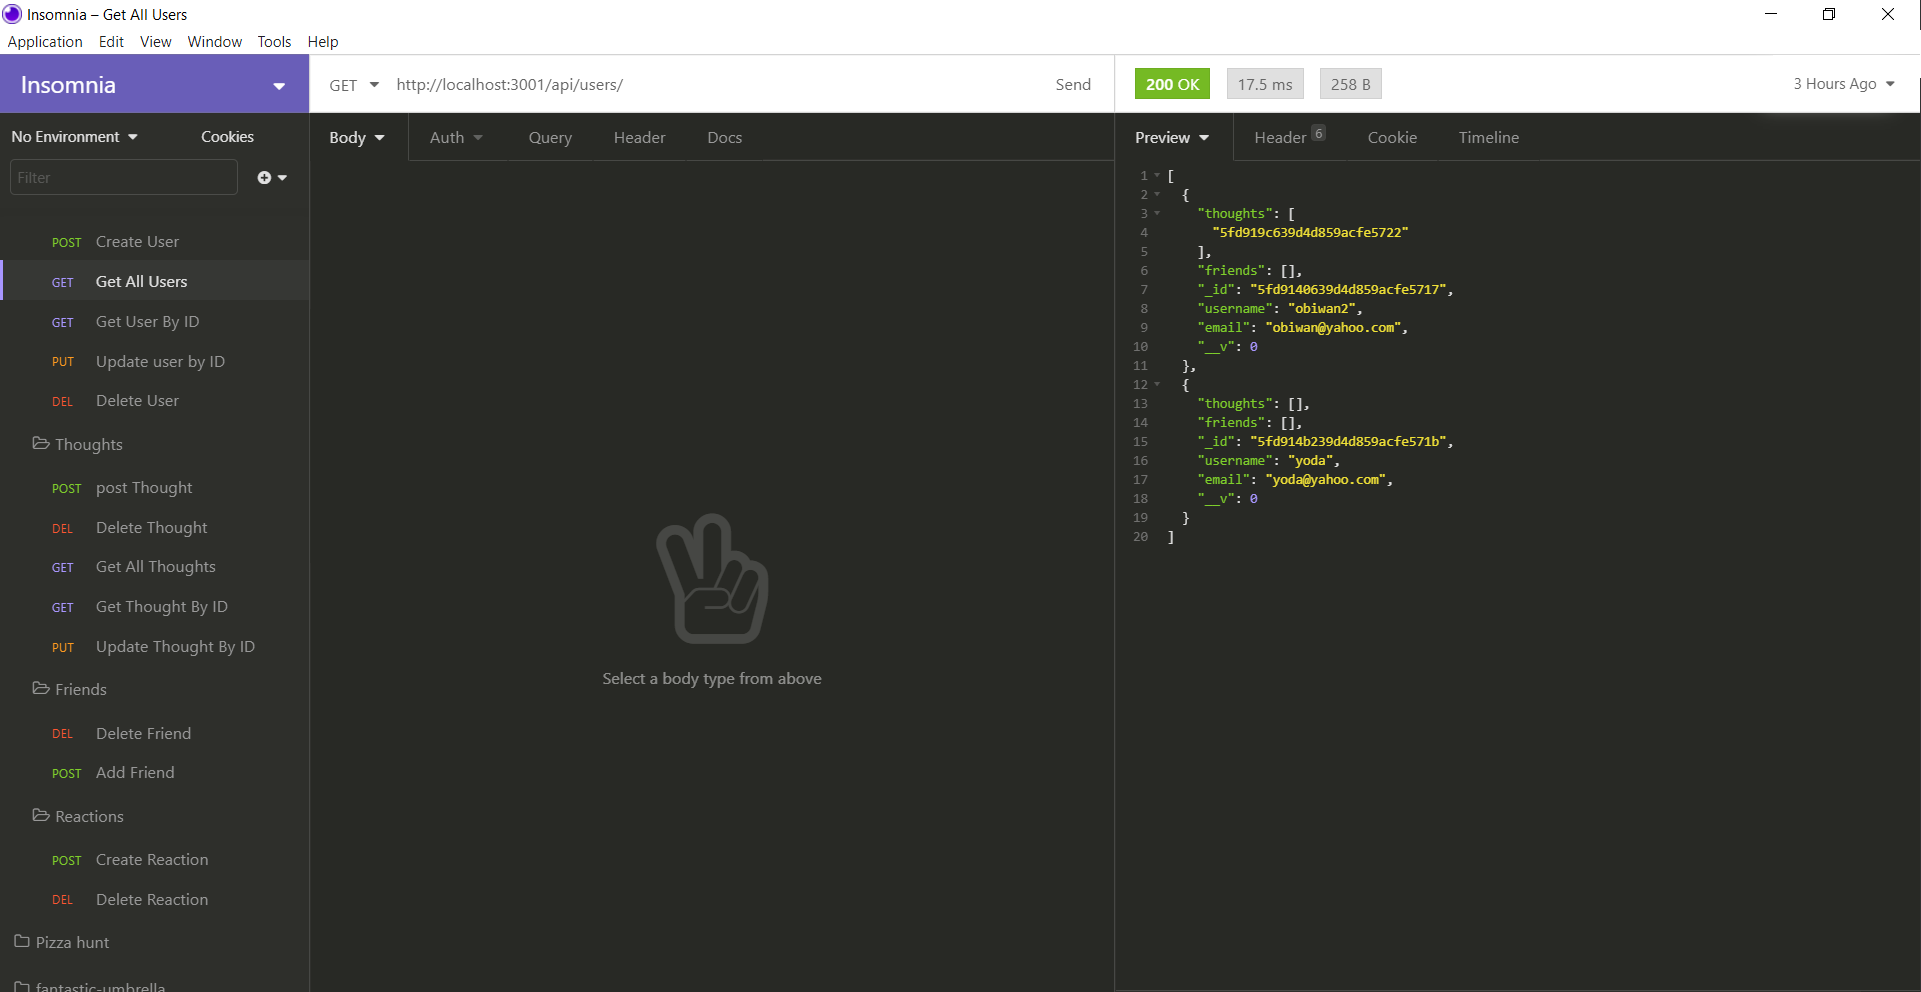 Insomnia – Get All Users
Application Edit View Window Tools Help
Insomnia
GET http://localhost:3001/api/users/ Send
200 OK 17.5 ms 258 B 3 Hours Ago
No Environment Cookies
Body Auth Query Header Docs
Preview Header 6 Cookie Timeline
Filter
POST Create User
GET Get All Users
GET Get User By ID
PUT Update user by ID
DEL Delete User
Thoughts
POST post Thought
DEL Delete Thought
GET Get All Thoughts
GET Get Thought By ID
PUT Update Thought By ID
Friends
DEL Delete Friend
POST Add Friend
Reactions
POST Create Reaction
DEL Delete Reaction
Pizza hunt
fantastic-umbrella
Select a body type from above
1 [
2 {
3 "thoughts": [
4 "5fd919c639d4d859acfe5722"
5 ],
6 "friends": [],
7 "_id": "5fd9140639d4d859acfe5717",
8 "username": "obiwan2",
9 "email": "obiwan@yahoo.com",
10 "__v": 0
11 },
12 {
13 "thoughts": [],
14 "friends": [],
15 "_id": "5fd914b239d4d859acfe571b",
16 "username": "yoda",
17 "email": "yoda@yahoo.com",
18 "__v": 0
19 }
20 ]